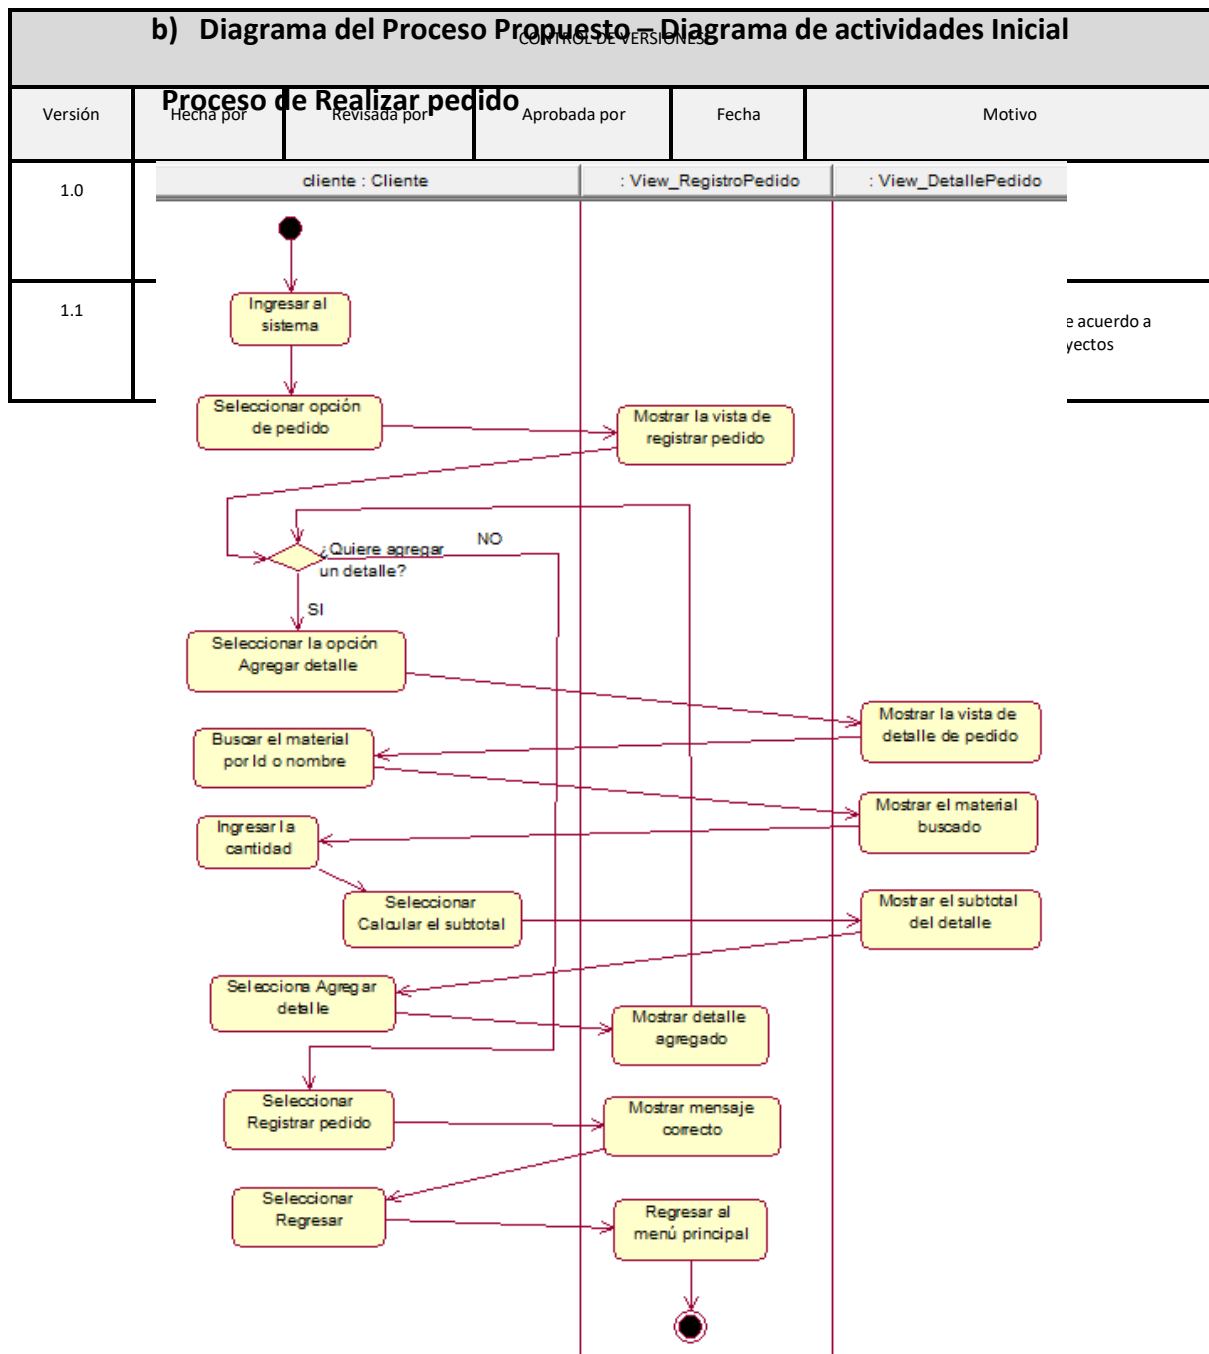 b) Diagrama del Proceso Propuesto – Diagrama de actividades Inicial
CONTROL DE VERSIONES
Proceso de Realizar pedido
Versión Hecha por Revisada por Aprobada por Fecha Motivo
1.0
1.1
e acuerdo a
yectos
cliente : Cliente
: View_RegistroPedido
: View_DetallePedido
Ingresar al
sistema
Seleccionar opción
de pedido
Mostrar la vista de
registrar pedido
¿Quiere agregar
un detalle?
NO
SI
Seleccionar la opción
Agregar detalle
Mostrar la vista de
detalle de pedido
Buscar el material
por Id o nombre
Mostrar el material
buscado
Ingresar la
cantidad
Seleccionar
Calcular el subtotal
Mostrar el subtotal
del detalle
Selecciona Agregar
detalle
Mostrar detalle
agregado
Seleccionar
Registrar pedido
Mostrar mensaje
correcto
Seleccionar
Regresar
Regresar al
menú principal